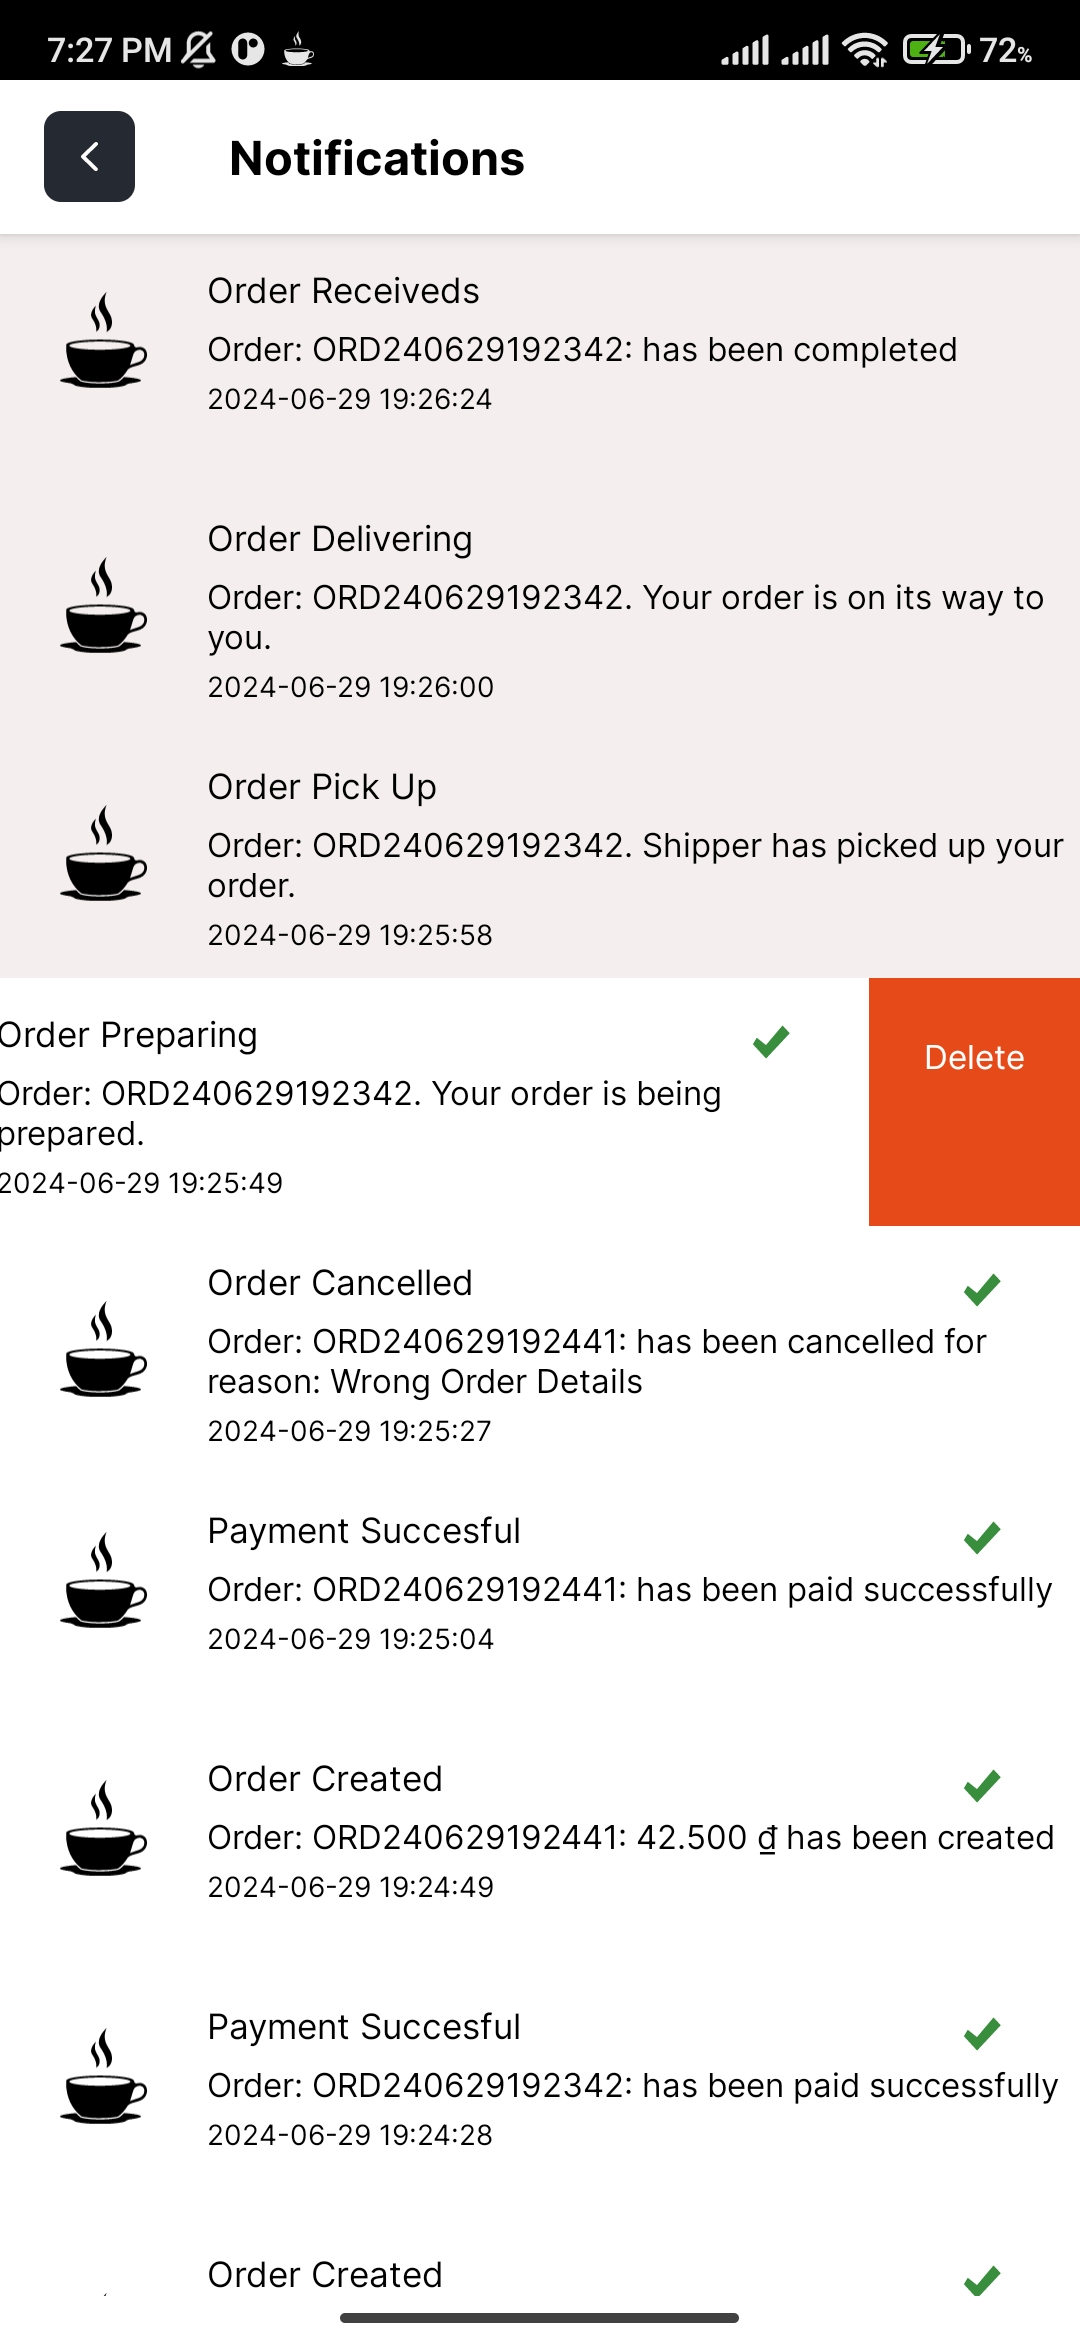 7:27 PM
72%
Notifications
Order Receiveds
Order: ORD240629192342: has been completed
2024-06-29 19:26:24
Order Delivering
Order: ORD240629192342. Your order is on its way to
you.
2024-06-29 19:26:00
Order Pick Up
Order: ORD240629192342. Shipper has picked up your
order.
2024-06-29 19:25:58
Order Preparing
Order: ORD240629192342. Your order is being
prepared.
2024-06-29 19:25:49
Delete
Order Cancelled
Order: ORD240629192441: has been cancelled for
reason: Wrong Order Details
2024-06-29 19:25:27
Payment Succesful
Order: ORD240629192441: has been paid successfully
2024-06-29 19:25:04
Order Created
Order: ORD240629192441: 42.500 ₫ has been created
2024-06-29 19:24:49
Payment Succesful
Order: ORD240629192342: has been paid successfully
2024-06-29 19:24:28
Order Created